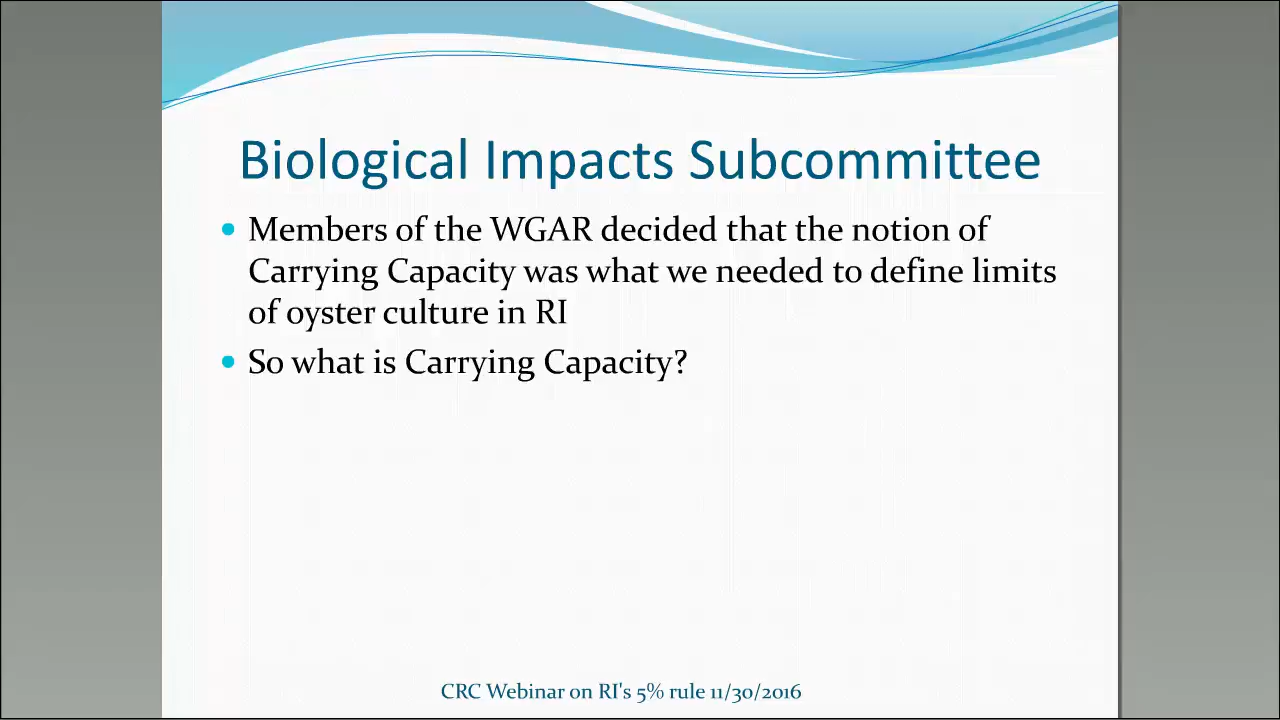 Biological Impacts Subcommittee
• Members of the WGAR decided that the notion of
Carrying Capacity was what we needed to define limits
of oyster culture in RI
• So what is Carrying Capacity?
CRC Webinar on RI's 5% rule 11/30/2016